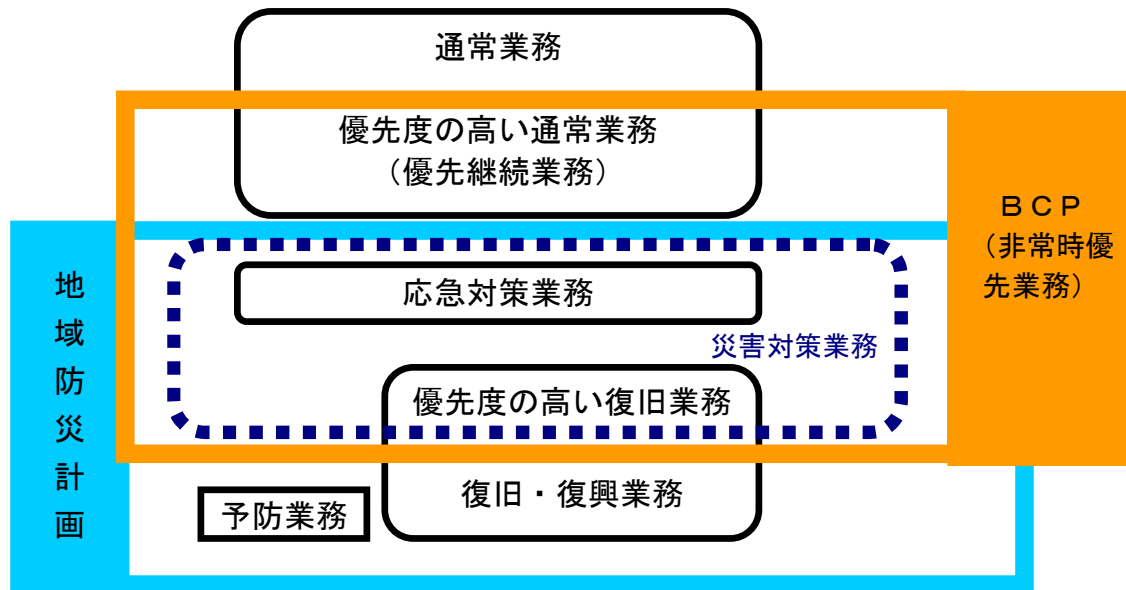 通常業務
優先度の高い通常業務
（優先継続業務）
ＢＣＰ
（非常時優
先業務）
地域防災計画
応急対策業務
災害対策業務
優先度の高い復旧業務
復旧・復興業務
予防業務